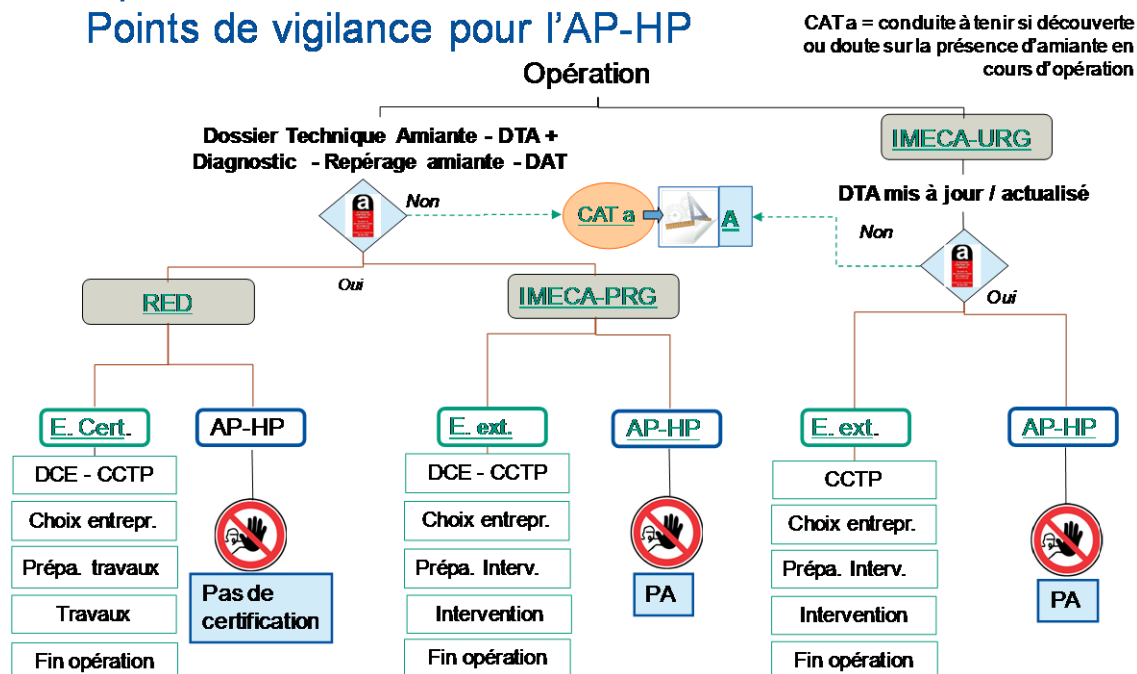 Points de vigilance pour l'AP-HP
CAT a = conduite à tenir si découverte
ou doute sur la présence d'amiante en
cours d'opération
Opération
Dossier Technique Amiante - DTA +
Diagnostic - Repérage amiante - DAT
IMECA-URG
DTA mis à jour / actualisé
a
Non
CAT a
A
Non
a
Oui
Oui
RED
IMECA-PRG
E. Cert.
AP-HP
E. ext.
AP-HP
E. ext.
AP-HP
DCE - CCTP
Choix entrepr.
Prépa. travaux
Travaux
Fin opération
Pas de
certification
DCE - CCTP
Choix entrepr.
Prépa. Interv.
Intervention
Fin opération
PA
CCTP
Choix entrepr.
Prépa. Interv.
Intervention
Fin opération
PA